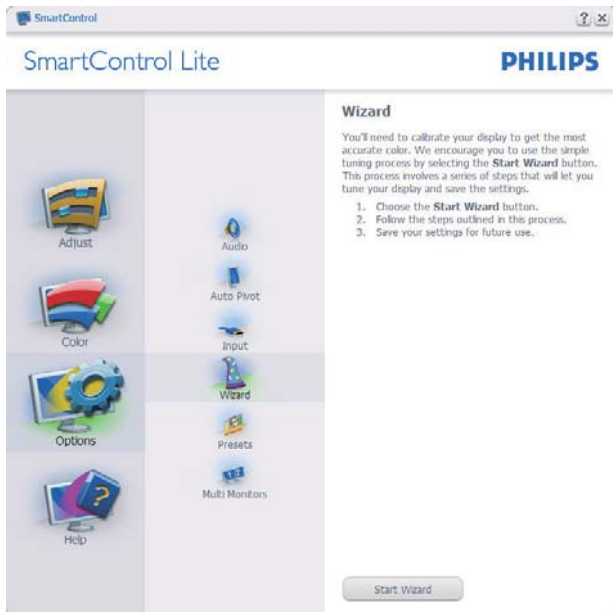 SmartControl
SmartControl Lite
PHILIPS
Adjust
Color
Options
Help
Audio
Auto Pivot
Input
Wizard
Presets
Multi Monitors
Wizard
You'll need to calibrate your display to get the most
accurate color. We encourage you to use the simple
tuning process by selecting the Start Wizard button.
This process involves a series of steps that will let you
tune your display and save the settings.
1. Choose the Start Wizard button.
2. Follow the steps outlined in this process.
3. Save your settings for future use.
Start Wizard